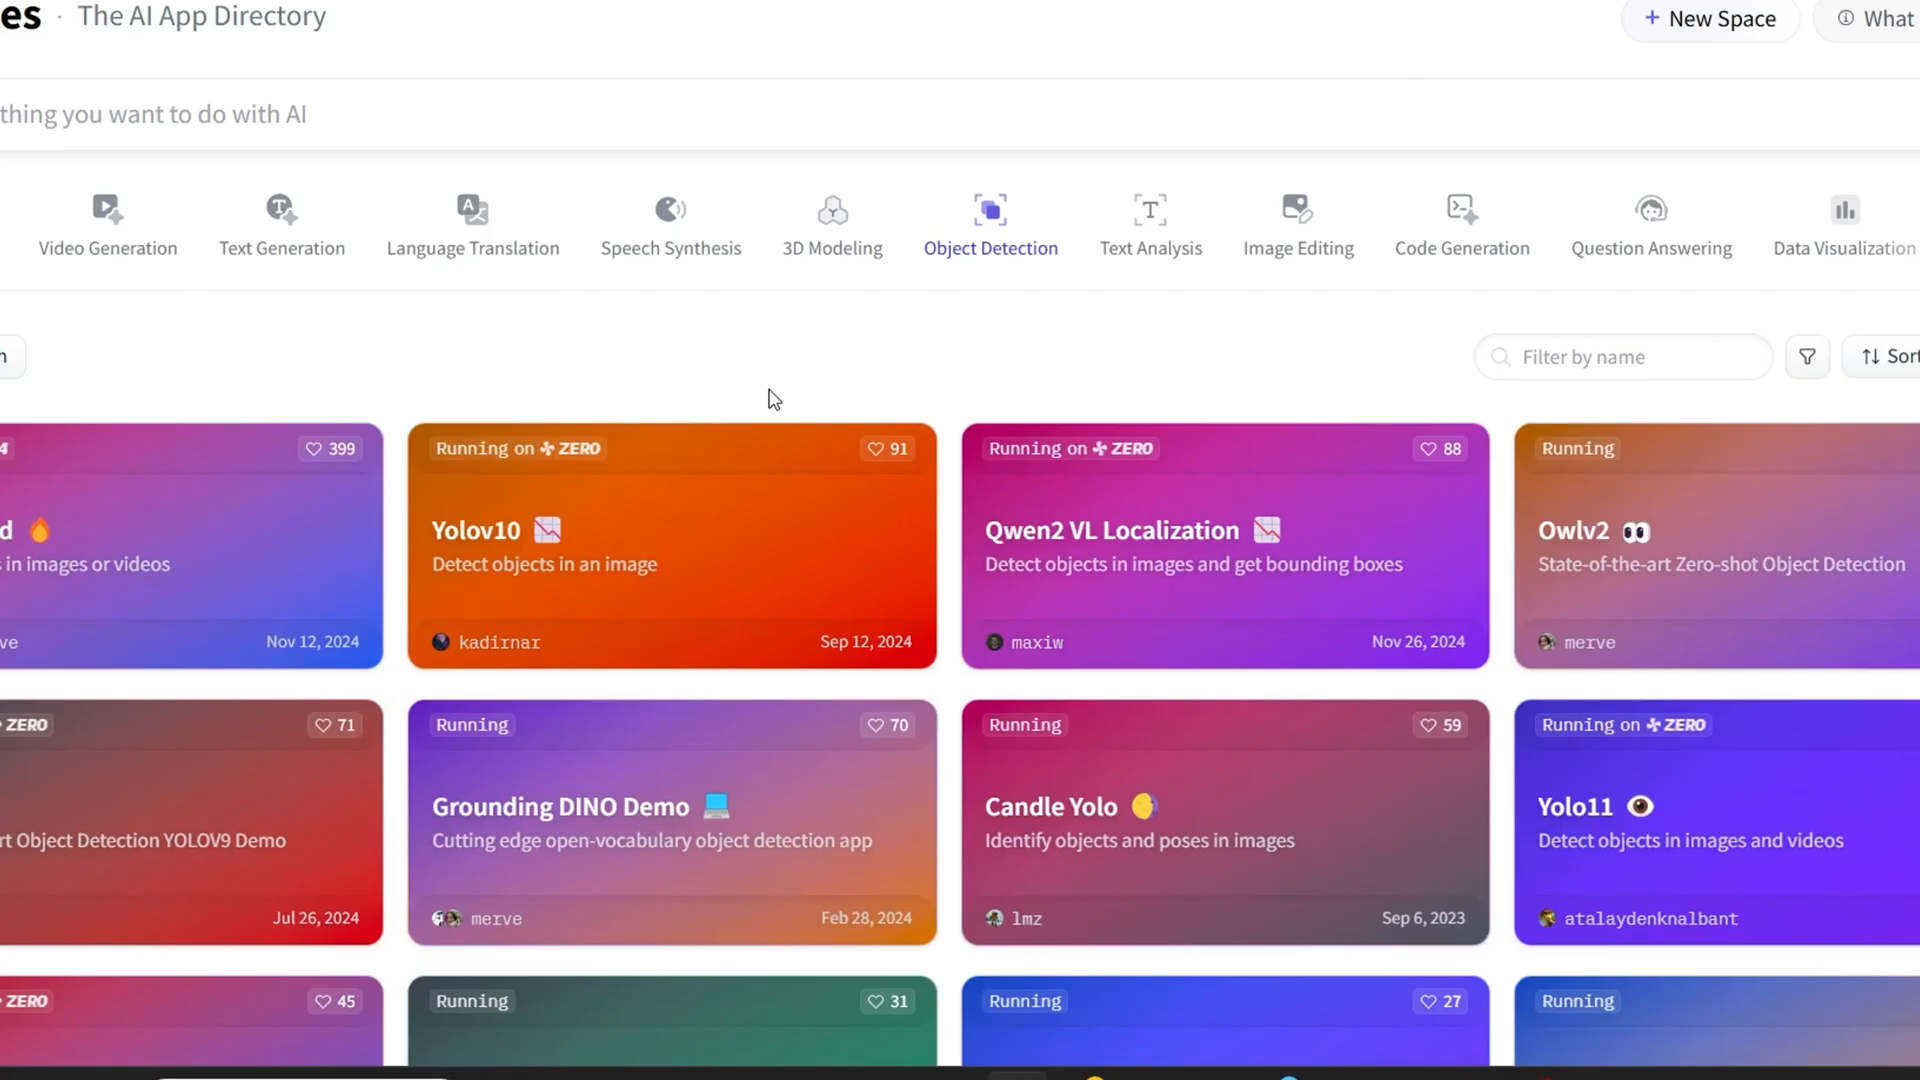 es · The AI App Directory
+ New Space
What
thing you want to do with AI
Video Generation
Text Generation
Language Translation
Speech Synthesis
3D Modeling
Object Detection
Text Analysis
Image Editing
Code Generation
Question Answering
Data Visualization
Filter by name
Sort
399
d
s in images or videos
ve
Nov 12, 2024
Running on ZERO
91
Yolov10
Detect objects in an image
kadirnar
Sep 12, 2024
Running on ZERO
88
Qwen2 VL Localization
Detect objects in images and get bounding boxes
maxiw
Nov 26, 2024
Running
Owlv2
State-of-the-art Zero-shot Object Detection
merve
ZERO
71
rt Object Detection YOLOV9 Demo
Jul 26, 2024
Running
70
Grounding DINO Demo
Cutting edge open-vocabulary object detection app
merve
Feb 28, 2024
Running
59
Candle Yolo
Identify objects and poses in images
lmz
Sep 6, 2023
Running on ZERO
Yolo11
Detect objects in images and videos
atalaydenknalbant
ZERO
45
Running
31
Running
27
Running